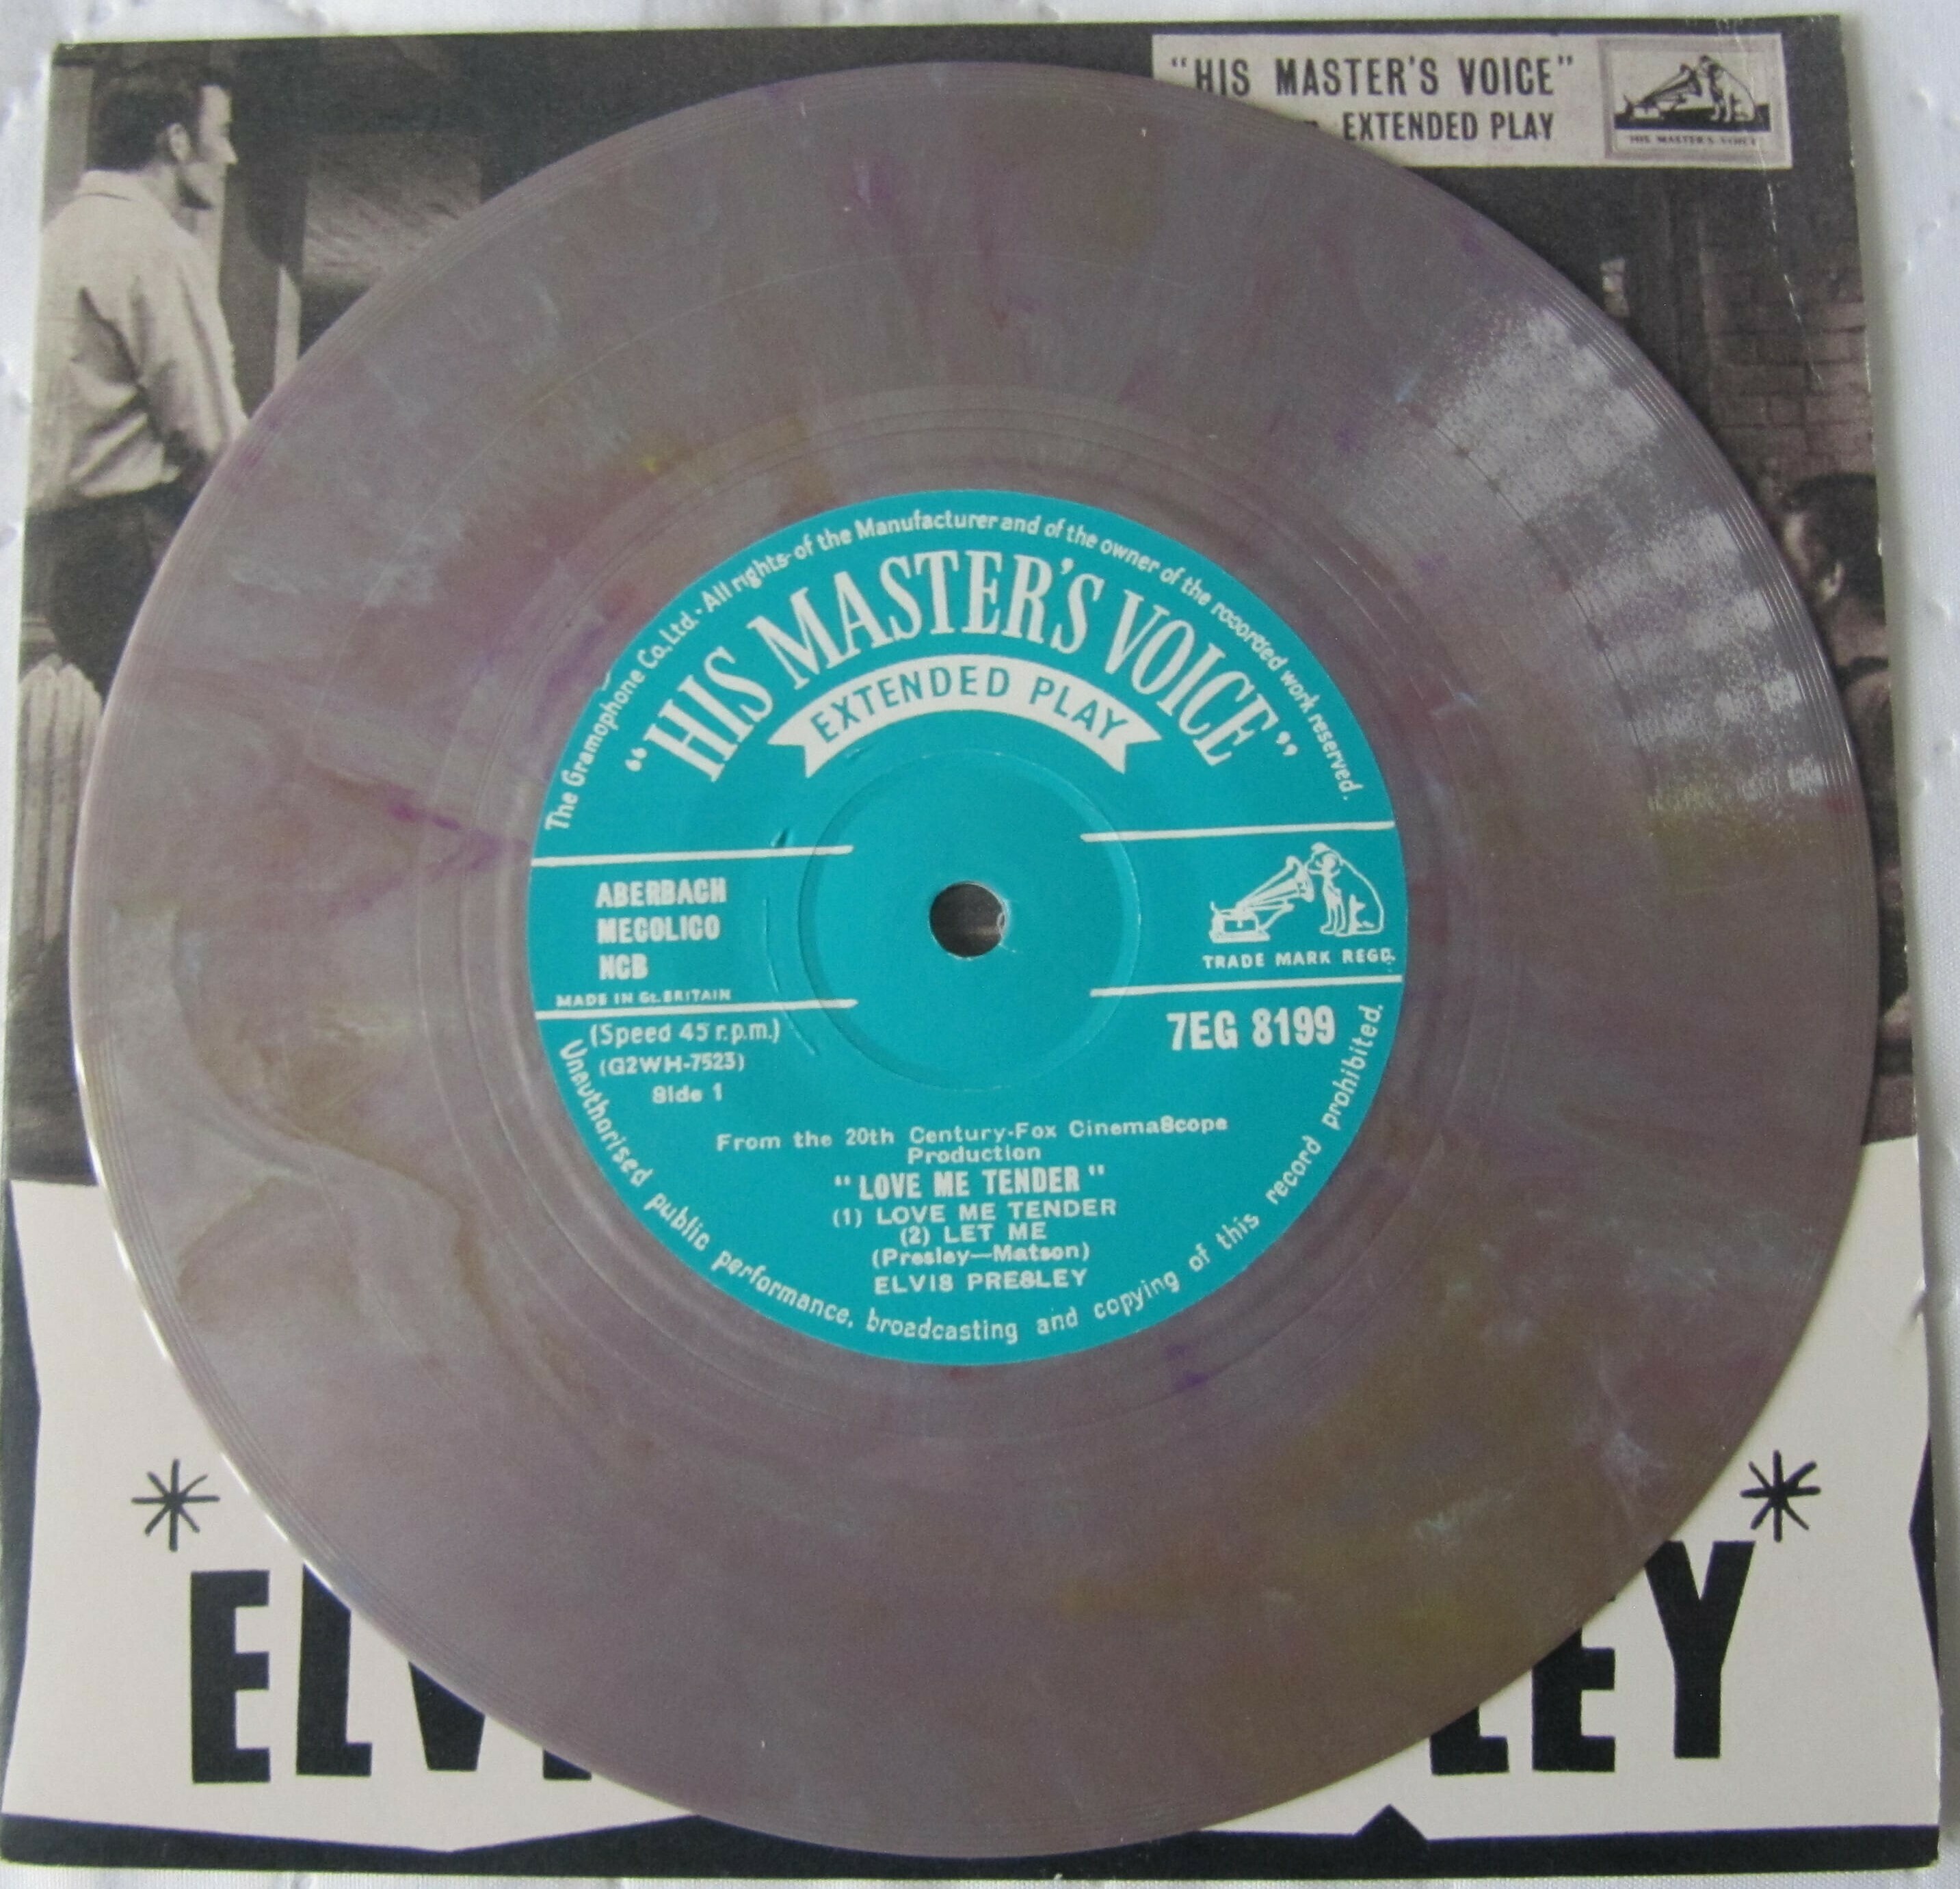 "HIS MASTER'S VOICE"
EXTENDED PLAY
HIS MASTER'S VOICE
The Gramophone Co. Ltd. · All rights of the Manufacturer and of the owner of the recorded work reserved.
"HIS MASTER'S VOICE"
EXTENDED PLAY
ABERBACH
MECOLICO
NCB
MADE IN Gt. BRITAIN
TRADE MARK REGD.
(Speed 45 r.p.m.)
(G2WH-7523)
Side 1
7EG 8199
From the 20th Century-Fox CinemaScope
Production
"LOVE ME TENDER"
(1) LOVE ME TENDER
(2) LET ME
(Presley—Matson)
ELVIS PRESLEY
Unauthorised public performance, broadcasting and copying of this record prohibited.